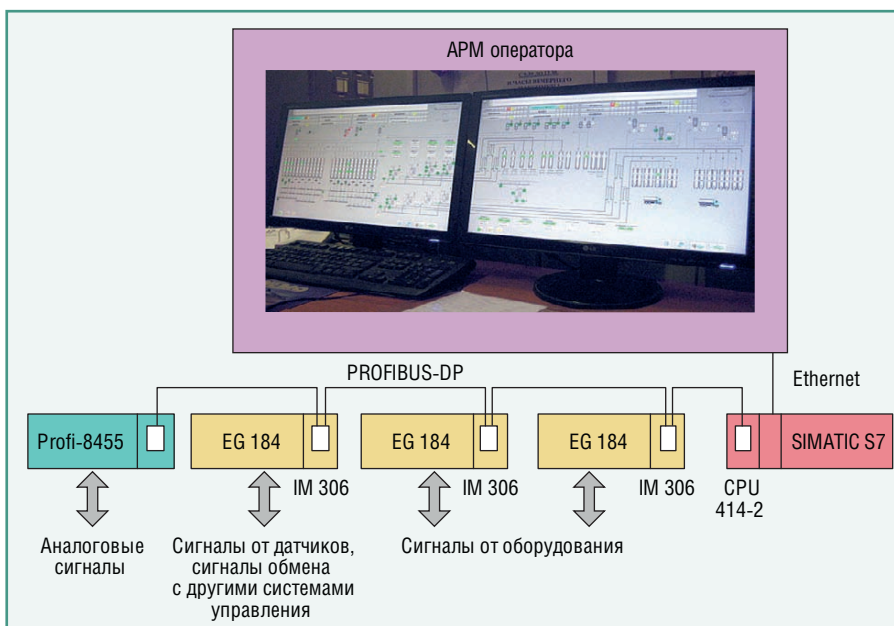 АРМ оператора
PROFIBUS-DP
Ethernet
Profi-8455
EG 184
EG 184
EG 184
SIMATIC S7
IM 306
IM 306
IM 306
CPU
414-2
Аналоговые
сигналы
Сигналы от датчиков,
сигналы обмена
с другими системами
управления
Сигналы от оборудования